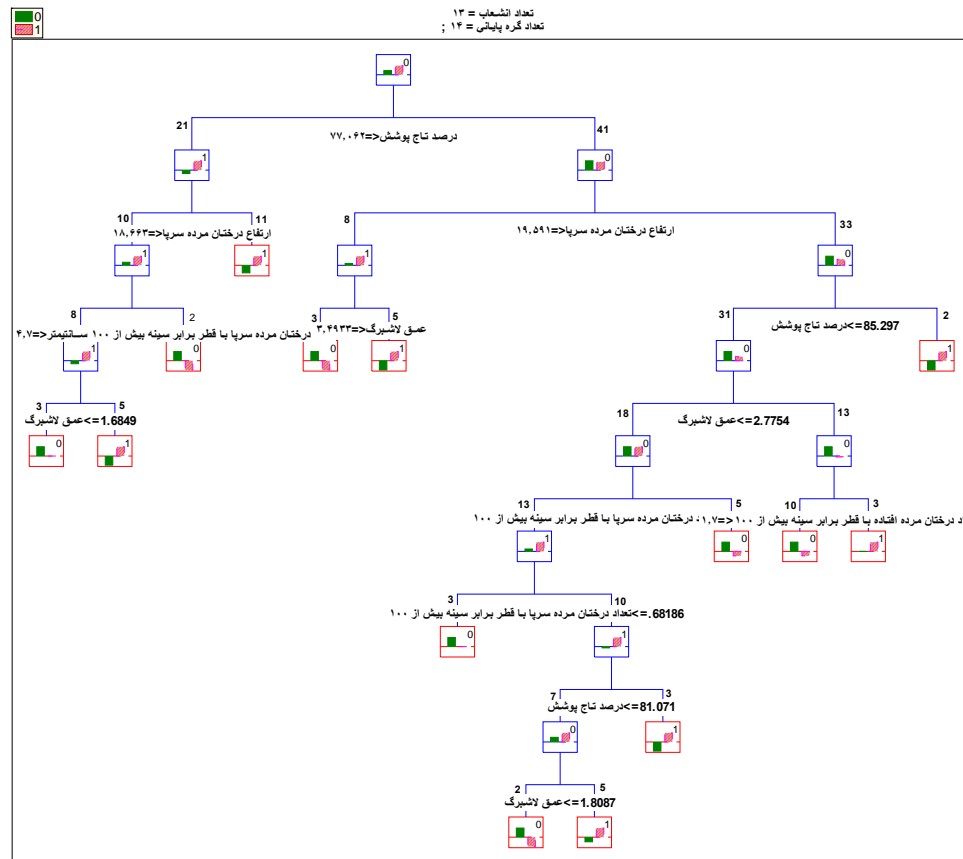 0
1
تعداد انشعاب = ۱۳
تعداد گره پایانی = ۱۴ ;
0
21 41
درصد تاج پوشش<=۷۷٫۰۶۲
1 0
10 11 8 33
ارتفاع درختان مرده سرپا<=۱۸٫۶۶۳
ارتفاع درختان مرده سرپا<=۱۹٫۵۹۱
1 1 1 0
8 2 3 5 31 2
درختان مرده سرپا با قطر برابر سینه بیش از ۱۰۰ سانتیمتر<=۴٫۷
عمق لاشبرگ<=۳٫۴۹۳۳
درصد تاج پوشش<=85.297
1 0 0 1 0 1
3 5 18 13
عمق لاشبرگ<=1.6849
عمق لاشبرگ<=2.7754
0 1 0 0
13 5 10 3
درختان مرده سرپا با قطر برابر سینه بیش از ۱۰۰
د درختان مرده افتاده با قطر برابر سینه بیش از ۱۰۰<=۱٫۷
1 0 0 1
3 10
تعداد درختان مرده سرپا با قطر برابر سینه بیش از ۱۰۰<=.68186
0 1
7 3
درصد تاج پوشش<=81.071
0 1
2 5
عمق لاشبرگ<=1.8087
0 1